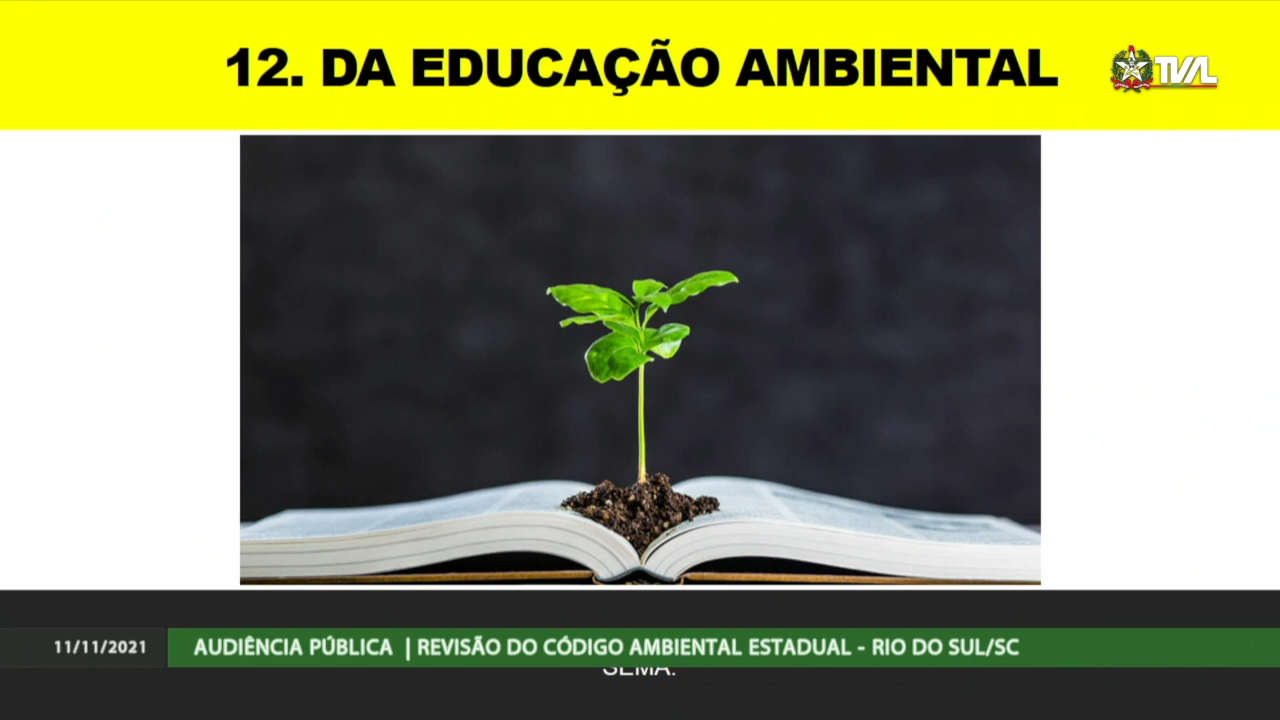 12. DA EDUCAÇÃO AMBIENTAL
TVAL
11/11/2021
AUDIÊNCIA PÚBLICA | REVISÃO DO CÓDIGO AMBIENTAL ESTADUAL - RIO DO SUL/SC
SEMA.